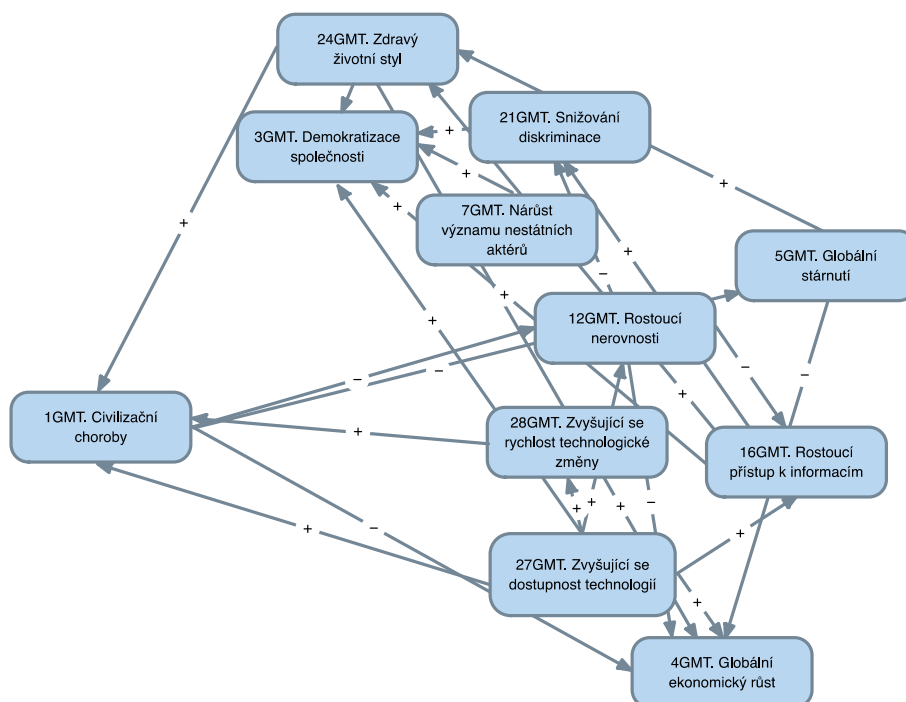 24GMT. Zdravý
životní styl
21GMT. Snižování
diskriminace
3GMT. Demokratizace
společnosti
+
+
7GMT. Nárůst
významu nestátních
aktérů
+
+
+
+
5GMT. Globální
stárnutí
−
12GMT. Rostoucí
nerovnosti
+
−
−
−
−
1GMT. Civilizační
choroby
28GMT. Zvyšující se
rychlost technologické
změny
+
16GMT. Rostoucí
přístup k informacím
−
+
+
+
+
+
−
27GMT. Zvyšující se
dostupnost technologií
+
4GMT. Globální
ekonomický růst